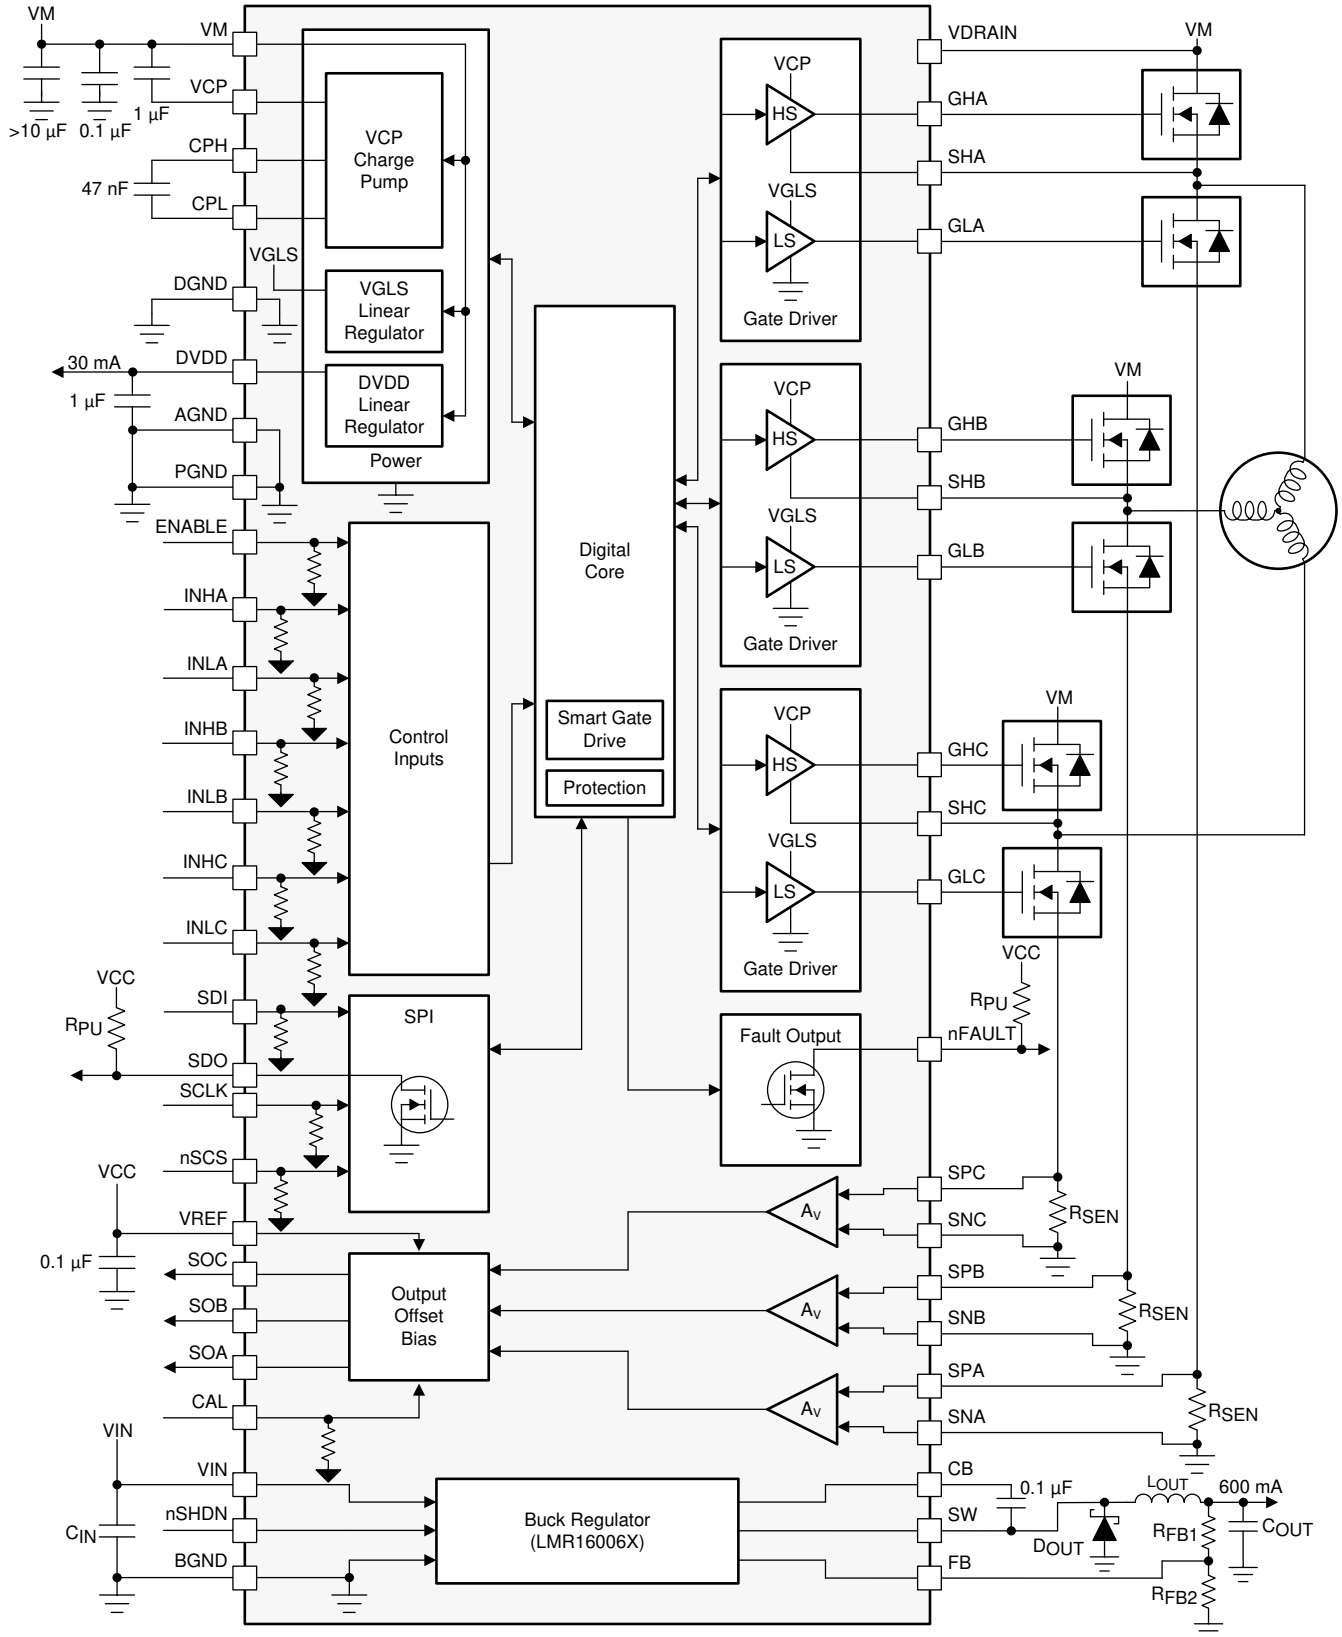 VM
>10 µF
0.1 µF
1 µF
VM
VCP
CPH
47 nF
CPL
VGLS
DGND
DVDD
30 mA
1 µF
AGND
PGND
ENABLE
INHA
INLA
INHB
INLB
INHC
INLC
VCC
RPU
SDI
SDO
SCLK
nSCS
VCC
VREF
0.1 µF
SOC
SOB
SOA
CAL
VIN
VIN
nSHDN
CIN
BGND
VCP
Charge
Pump
VGLS
Linear
Regulator
DVDD
Linear
Regulator
Power
Control
Inputs
SPI
Output
Offset
Bias
Buck Regulator
(LMR16006X)
Digital
Core
Smart Gate
Drive
Protection
VCP
HS
VGLS
LS
Gate Driver
VCP
HS
VGLS
LS
Gate Driver
VCP
HS
VGLS
LS
Gate Driver
Fault Output
AV
AV
AV
VDRAIN
VM
GHA
SHA
GLA
VM
GHB
SHB
GLB
VM
GHC
SHC
GLC
VCC
RPU
nFAULT
SPC
SNC
RSEN
SPB
SNB
RSEN
SPA
SNA
RSEN
CB
0.1 µF
SW
FB
DOUT
LOUT
600 mA
RFB1
COUT
RFB2